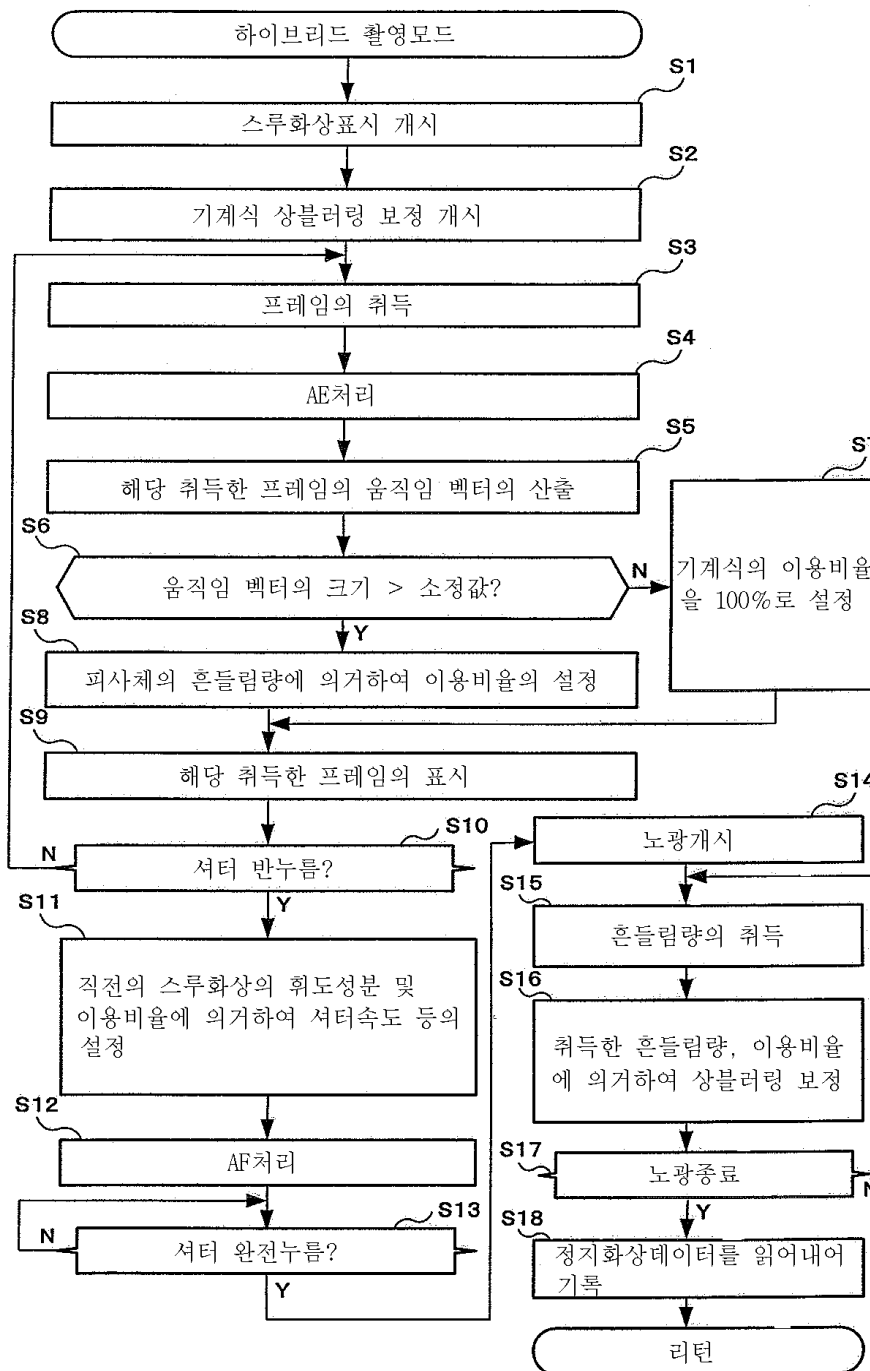 하이브리드 촬영모드
S1
스루화상표시 개시
S2
기계식 상블러링 보정 개시
S3
프레임의 취득
S4
AE처리
S5
해당 취득한 프레임의 움직임 벡터의 산출
S6
움직임 벡터의 크기 > 소정값?
N
Y
S7
기계식의 이용비율
을 100%로 설정
S8
피사체의 흔들림량에 의거하여 이용비율의 설정
S9
해당 취득한 프레임의 표시
S10
셔터 반누름?
N
Y
S11
직전의 스루화상의 휘도성분 및
이용비율에 의거하여 셔터속도 등의
설정
S12
AF처리
S13
셔터 완전누름?
N
Y
S14
노광개시
S15
흔들림량의 취득
S16
취득한 흔들림량, 이용비율
에 의거하여 상블러링 보정
S17
노광종료
N
Y
S18
정지화상데이터를 읽어내어
기록
리턴